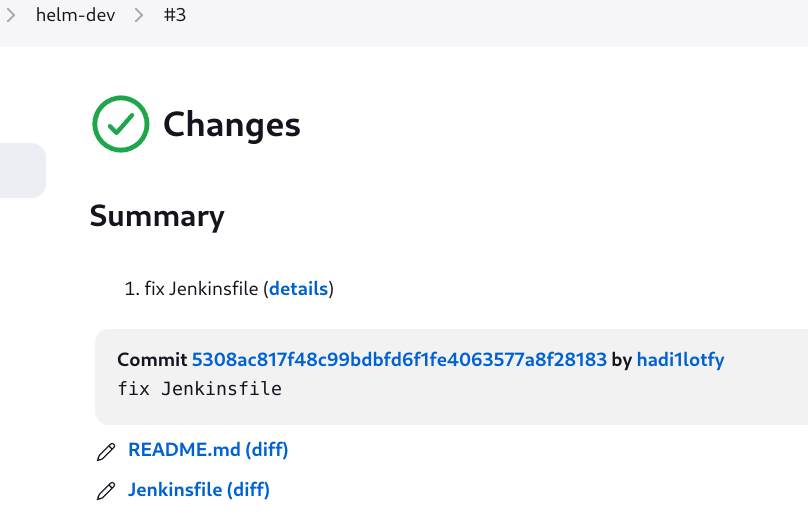 helm-dev #3
Changes
Summary
1. fix Jenkinsfile (details)
Commit 5308ac817f48c99bdbfd6f1fe4063577a8f28183 by hadi1lotfy
fix Jenkinsfile
README.md (diff)
Jenkinsfile (diff)